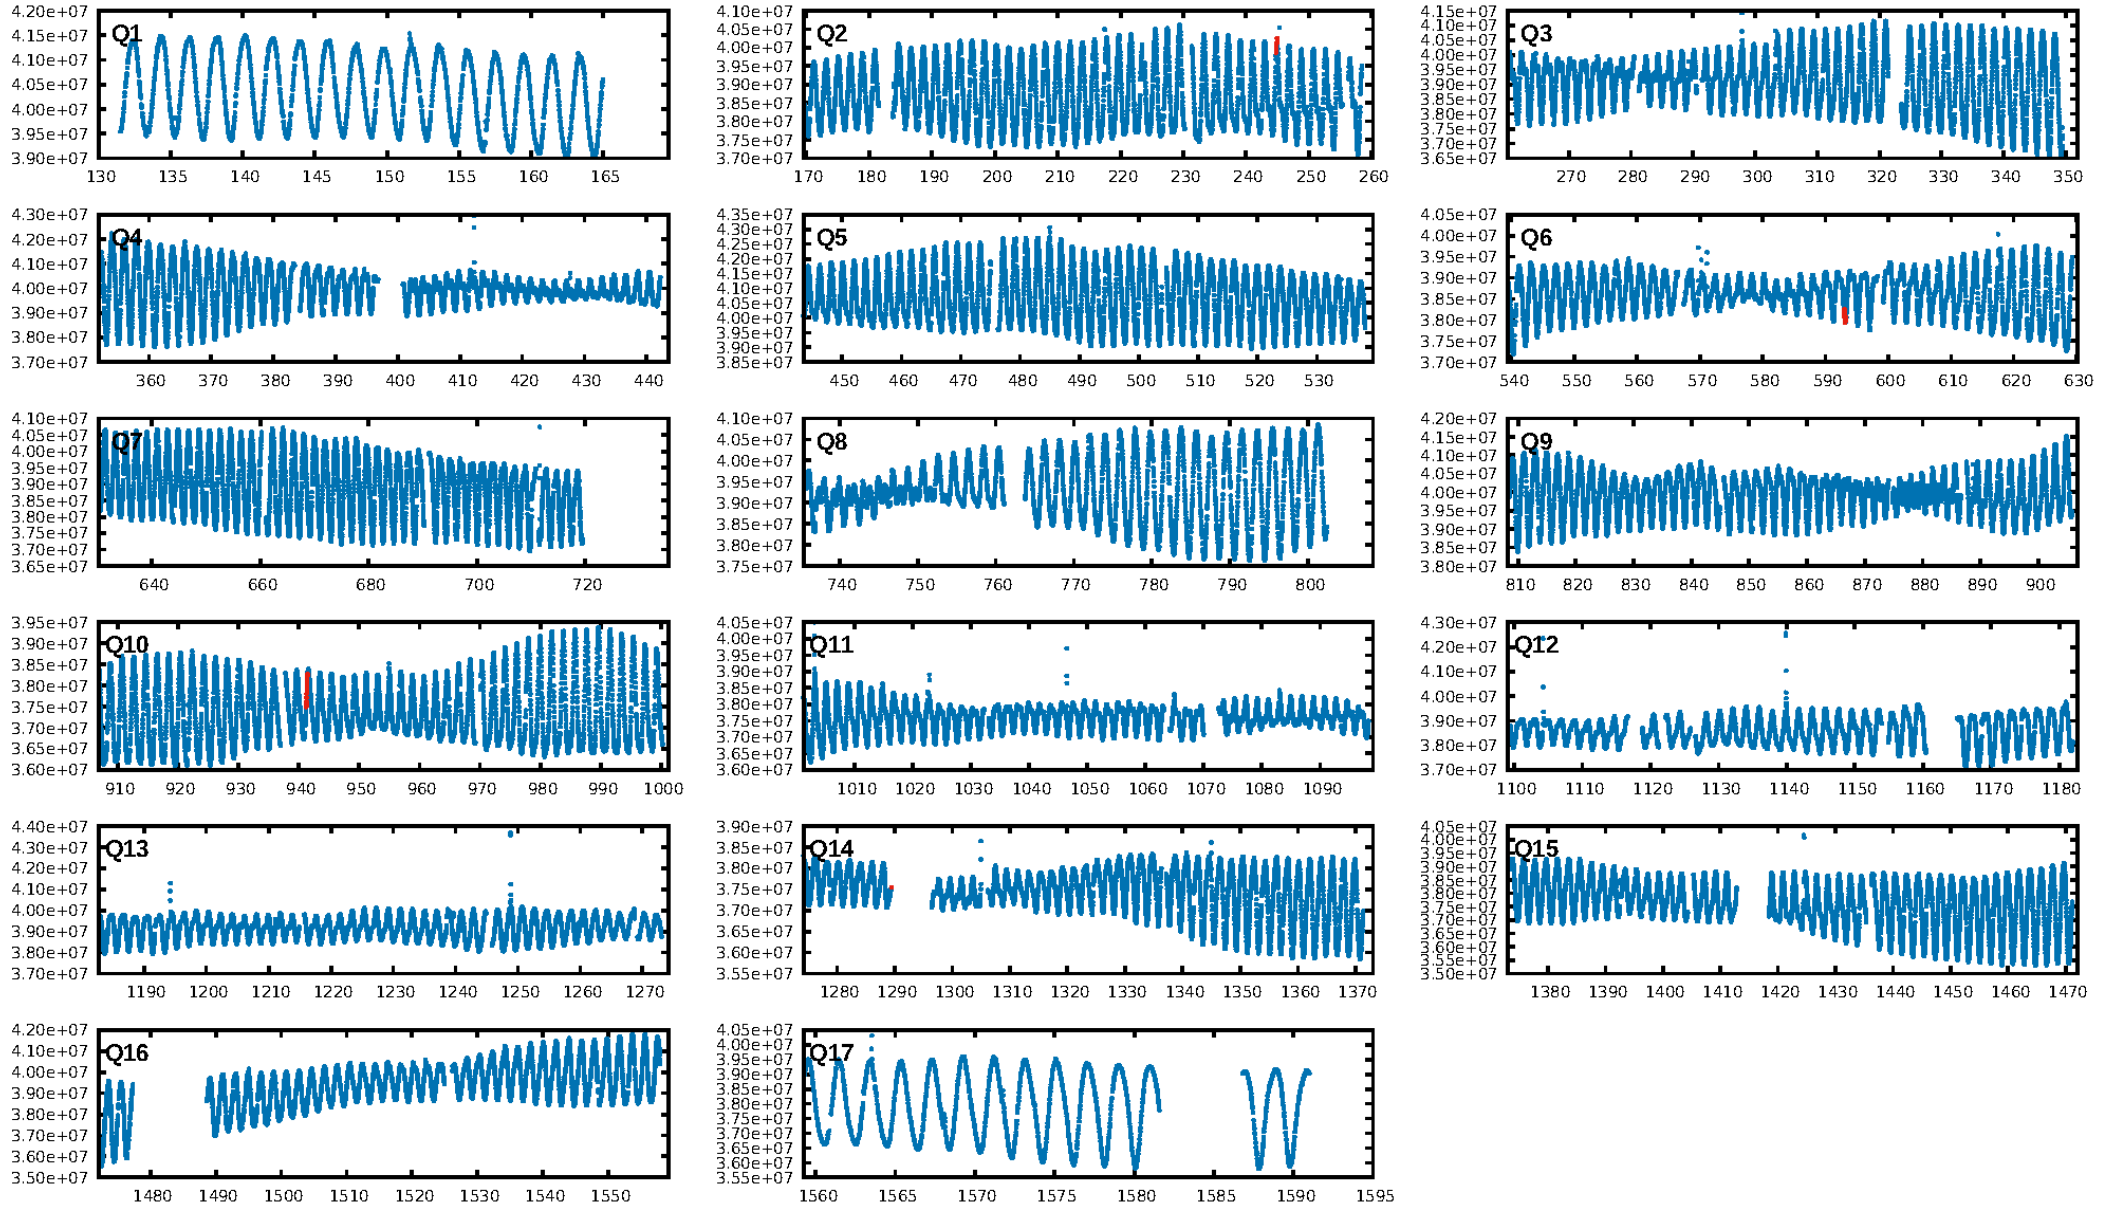 Q1
4.20e+07
4.15e+07
4.10e+07
4.05e+07
4.00e+07
3.95e+07
3.90e+07
130 135 140 145 150 155 160 165
Q2
4.10e+07
4.05e+07
4.00e+07
3.95e+07
3.90e+07
3.85e+07
3.80e+07
3.75e+07
3.70e+07
170 180 190 200 210 220 230 240 250 260
Q3
4.15e+07
4.10e+07
4.05e+07
4.00e+07
3.95e+07
3.90e+07
3.85e+07
3.80e+07
3.75e+07
3.70e+07
3.65e+07
270 280 290 300 310 320 330 340 350
Q4
4.30e+07
4.20e+07
4.10e+07
4.00e+07
3.90e+07
3.80e+07
3.70e+07
360 370 380 390 400 410 420 430 440
Q5
4.35e+07
4.30e+07
4.25e+07
4.20e+07
4.15e+07
4.10e+07
4.05e+07
4.00e+07
3.95e+07
3.90e+07
3.85e+07
450 460 470 480 490 500 510 520 530
Q6
4.05e+07
4.00e+07
3.95e+07
3.90e+07
3.85e+07
3.80e+07
3.75e+07
3.70e+07
540 550 560 570 580 590 600 610 620 630
Q7
4.10e+07
4.05e+07
4.00e+07
3.95e+07
3.90e+07
3.85e+07
3.80e+07
3.75e+07
3.70e+07
3.65e+07
640 660 680 700 720
Q8
4.10e+07
4.05e+07
4.00e+07
3.95e+07
3.90e+07
3.85e+07
3.80e+07
3.75e+07
740 750 760 770 780 790 800
Q9
4.20e+07
4.15e+07
4.10e+07
4.05e+07
4.00e+07
3.95e+07
3.90e+07
3.85e+07
3.80e+07
810 820 830 840 850 860 870 880 890 900
Q10
3.95e+07
3.90e+07
3.85e+07
3.80e+07
3.75e+07
3.70e+07
3.65e+07
3.60e+07
910 920 930 940 950 960 970 980 990 1000
Q11
4.05e+07
4.00e+07
3.95e+07
3.90e+07
3.85e+07
3.80e+07
3.75e+07
3.70e+07
3.65e+07
3.60e+07
1010 1020 1030 1040 1050 1060 1070 1080 1090
Q12
4.30e+07
4.20e+07
4.10e+07
4.00e+07
3.90e+07
3.80e+07
3.70e+07
1100 1110 1120 1130 1140 1150 1160 1170 1180
Q13
4.40e+07
4.30e+07
4.20e+07
4.10e+07
4.00e+07
3.90e+07
3.80e+07
3.70e+07
1190 1200 1210 1220 1230 1240 1250 1260 1270
Q14
3.90e+07
3.85e+07
3.80e+07
3.75e+07
3.70e+07
3.65e+07
3.60e+07
3.55e+07
1280 1290 1300 1310 1320 1330 1340 1350 1360 1370
Q15
4.05e+07
4.00e+07
3.95e+07
3.90e+07
3.85e+07
3.80e+07
3.75e+07
3.70e+07
3.65e+07
3.60e+07
3.55e+07
3.50e+07
1380 1390 1400 1410 1420 1430 1440 1450 1460 1470
Q16
4.20e+07
4.10e+07
4.00e+07
3.90e+07
3.80e+07
3.70e+07
3.60e+07
3.50e+07
1480 1490 1500 1510 1520 1530 1540 1550
Q17
4.05e+07
4.00e+07
3.95e+07
3.90e+07
3.85e+07
3.80e+07
3.75e+07
3.70e+07
3.65e+07
3.60e+07
3.55e+07
1560 1565 1570 1575 1580 1585 1590 1595